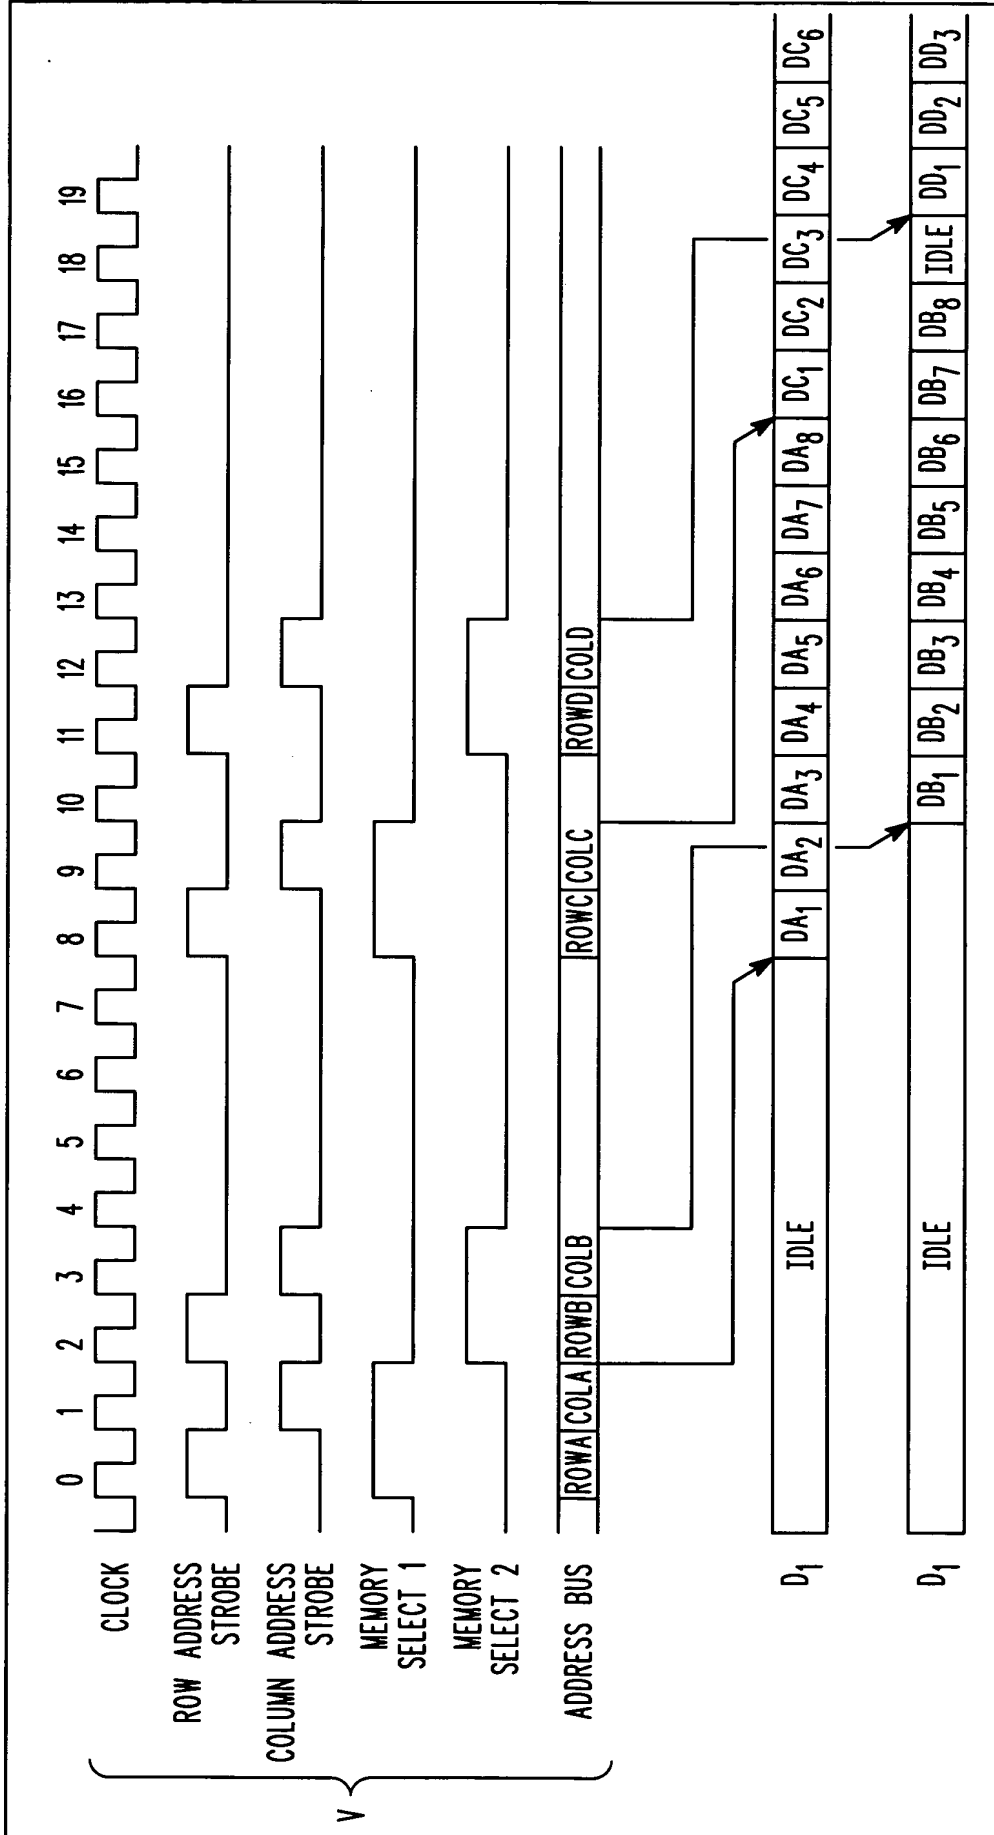 0 1 2 3 4 5 6 7 8 9 10 11 12 13 14 15 16 17 18 19
CLOCK
ROW ADDRESS
STROBE
COLUMN ADDRESS
STROBE
MEMORY
SELECT 1
MEMORY
SELECT 2
ADDRESS BUS ROWA COLA ROWB COLB ROWC COLC ROWD COLD
V
D1 IDLE DA1 DA2 DA3 DA4 DA5 DA6 DA7 DA8 DC1 DC2 DC3 DC4 DC5 DC6
D1 IDLE DB1 DB2 DB3 DB4 DB5 DB6 DB7 DB8 IDLE DD1 DD2 DD3